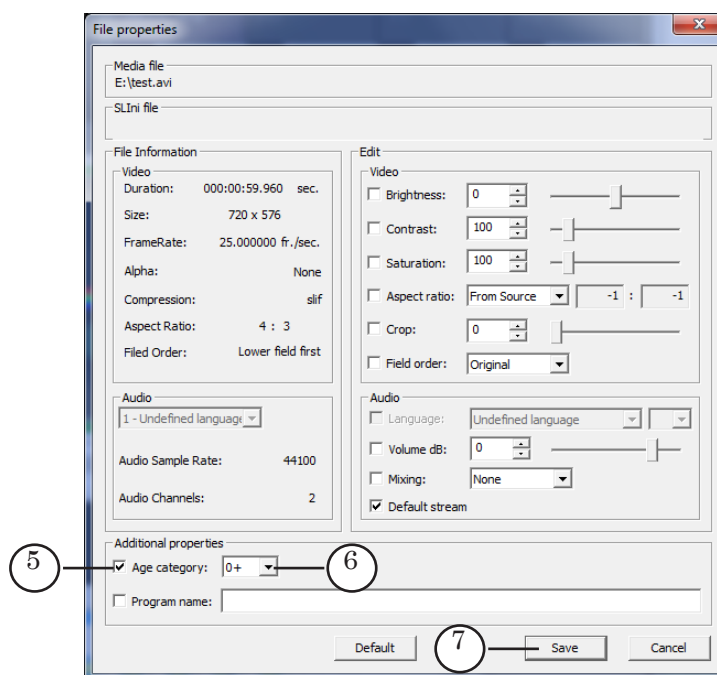 File properties
Media file
E:\test.avi
SLIni file
File Information
Video
Duration: 000:00:59.960 sec.
Size: 720 x 576
FrameRate: 25.000000 fr./sec.
Alpha: None
Compression: slif
Aspect Ratio: 4 : 3
Filed Order: Lower field first
Audio
1 - Undefined language
Audio Sample Rate: 44100
Audio Channels: 2
Edit
Video
Brightness: 0
Contrast: 100
Saturation: 100
Aspect ratio: From Source -1 : -1
Crop: 0
Field order: Original
Audio
Language: Undefined language
Volume dB: 0
Mixing: None
Default stream
Additional properties
5 Age category: 0+ 6
Program name:
Default 7 Save Cancel